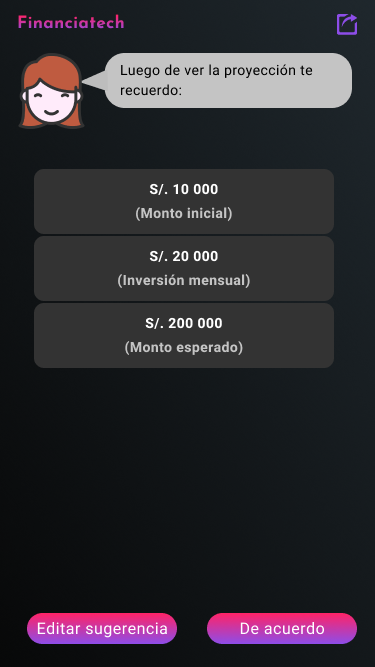 Financiatech
Luego de ver la proyección te
recuerdo:
S/. 10 000
(Monto inicial)
S/. 20 000
(Inversión mensual)
S/. 200 000
(Monto esperado)
Editar sugerencia
De acuerdo